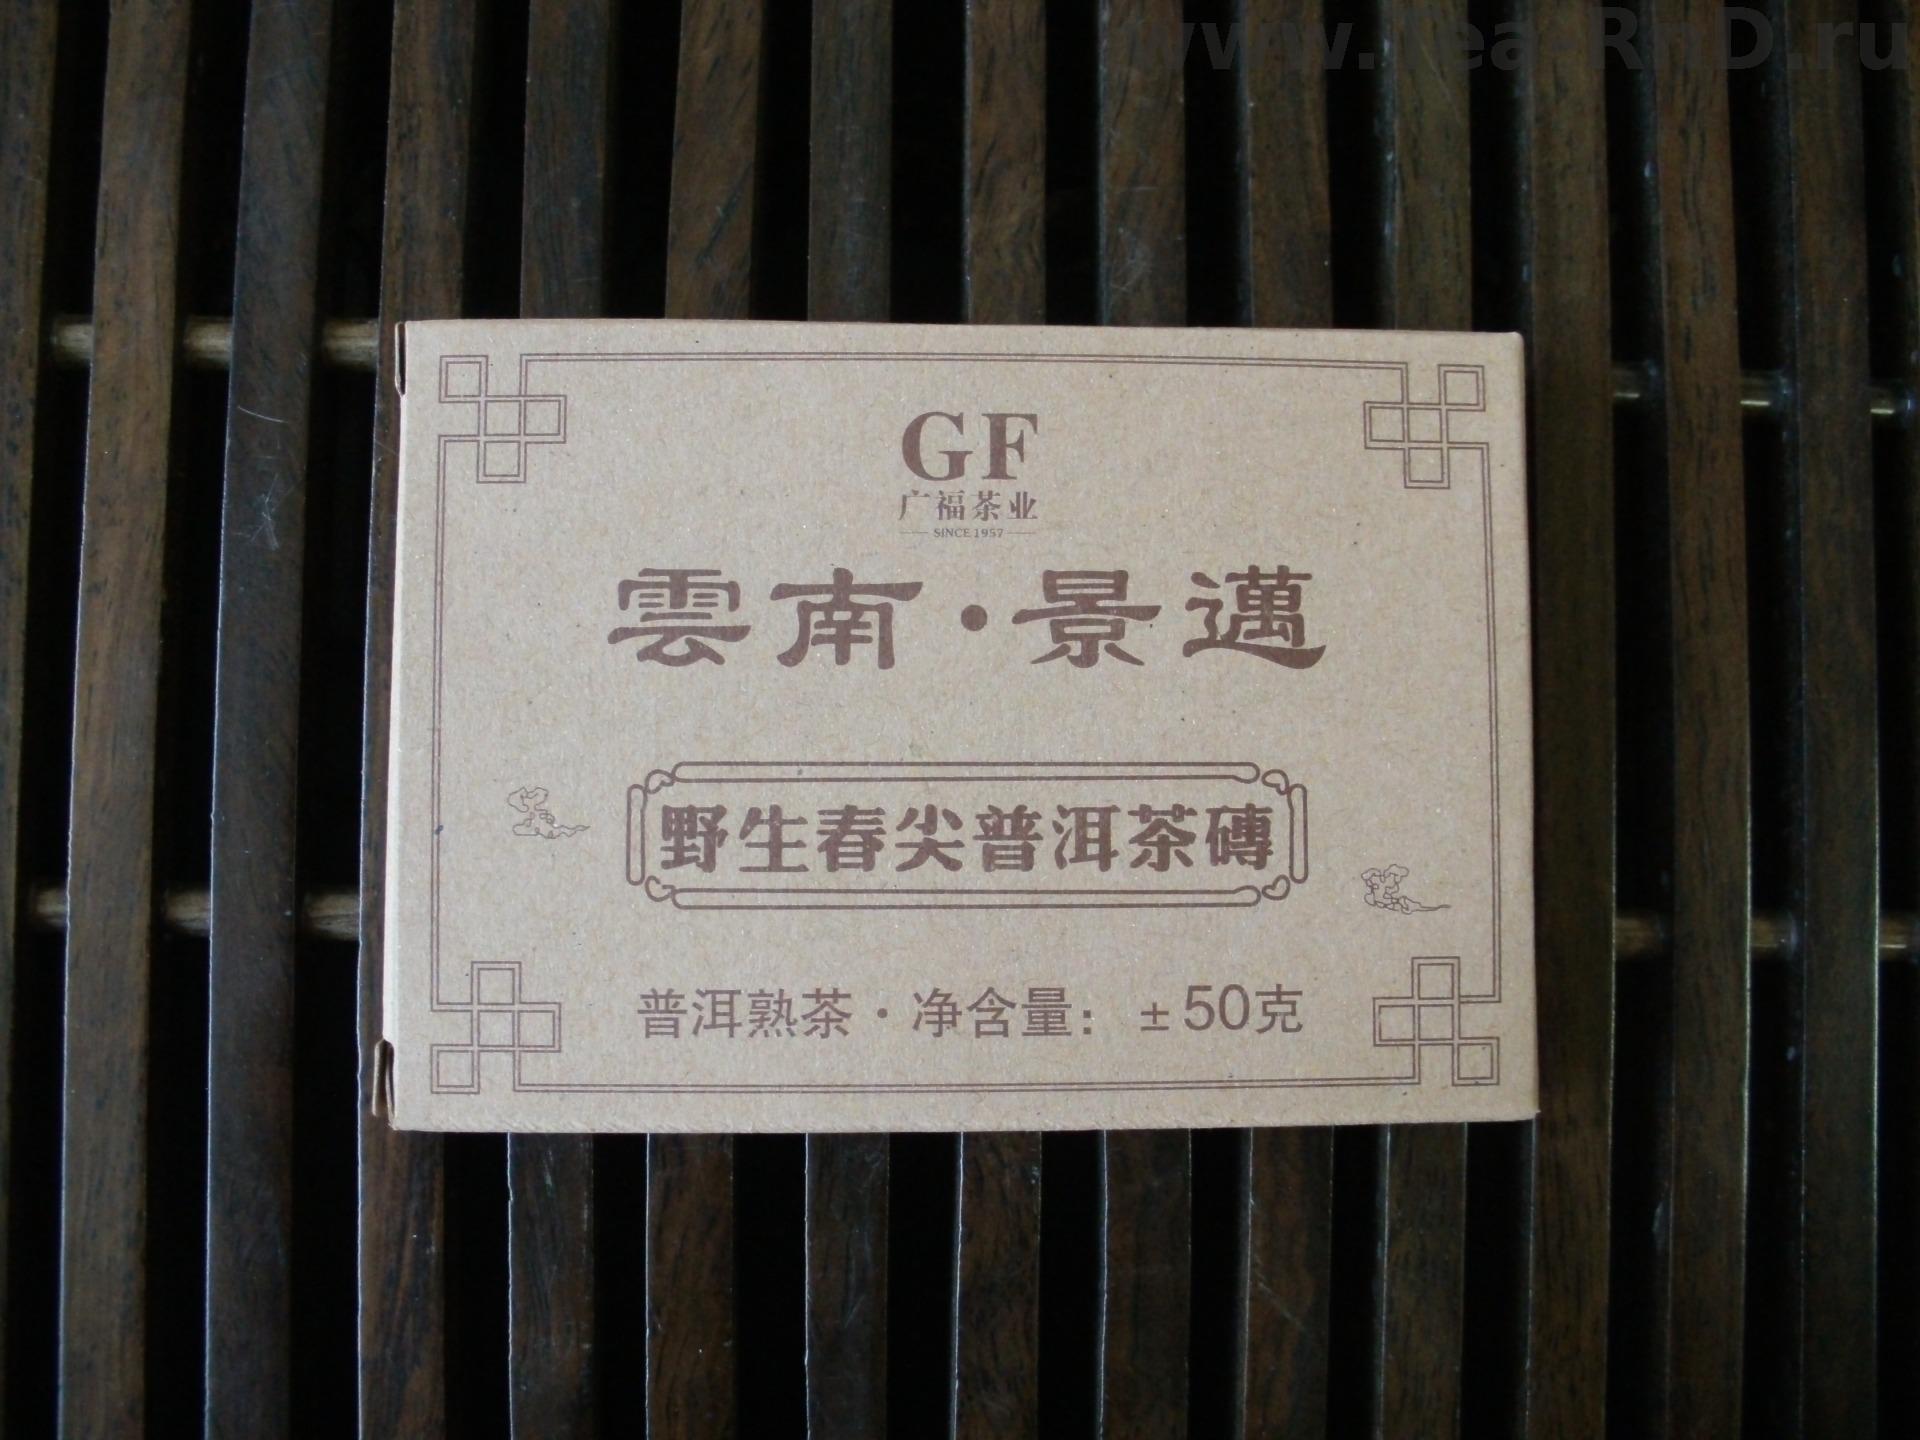 www.Tea-RnD.ru
GF
广福茶业
SINCE 1957
雲南·景邁
野生春尖普洱茶磚
普洱熟茶·净含量：±50克